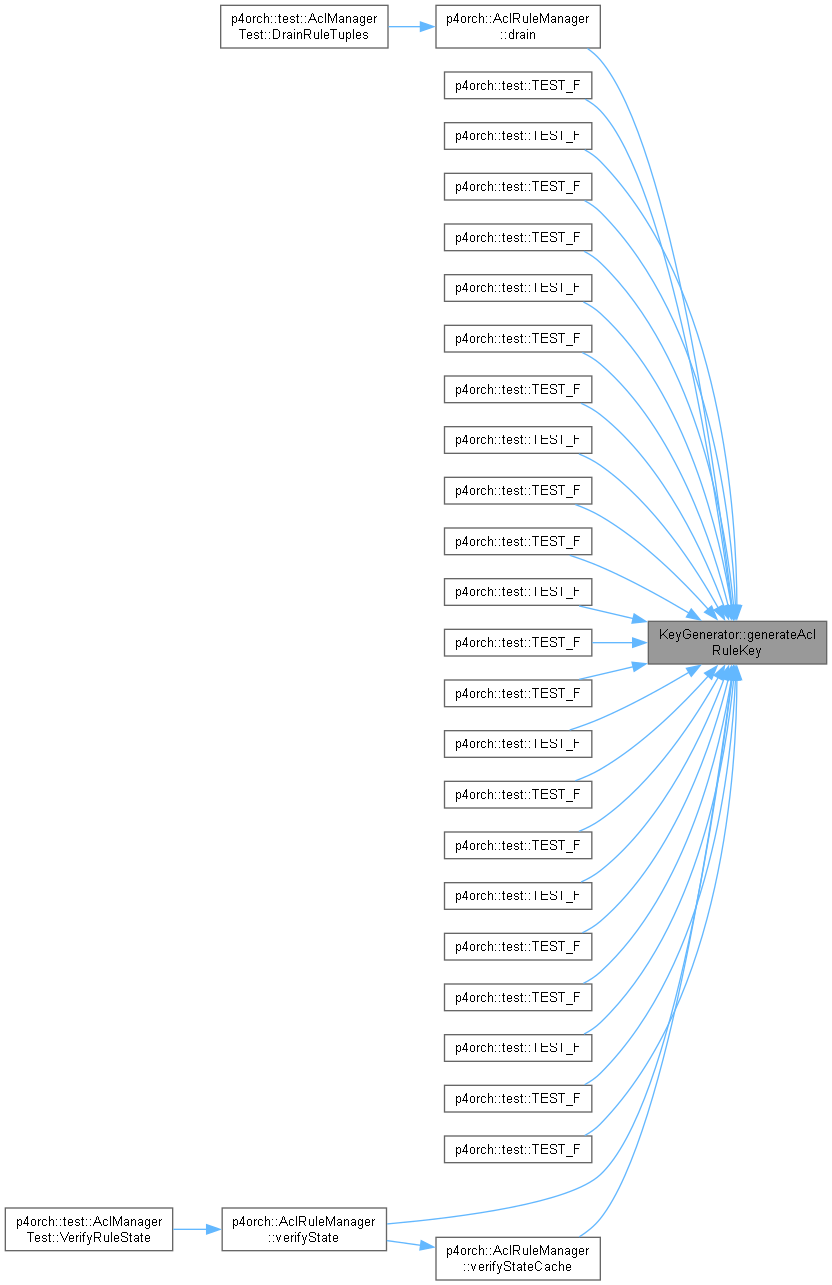 p4orch::test::AclManager
Test::DrainRuleTuples
p4orch::AclRuleManager
::drain
p4orch::test::TEST_F
p4orch::test::TEST_F
p4orch::test::TEST_F
p4orch::test::TEST_F
p4orch::test::TEST_F
p4orch::test::TEST_F
p4orch::test::TEST_F
p4orch::test::TEST_F
p4orch::test::TEST_F
p4orch::test::TEST_F
p4orch::test::TEST_F
p4orch::test::TEST_F
KeyGenerator::generateAcl
RuleKey
p4orch::test::TEST_F
p4orch::test::TEST_F
p4orch::test::TEST_F
p4orch::test::TEST_F
p4orch::test::TEST_F
p4orch::test::TEST_F
p4orch::test::TEST_F
p4orch::test::TEST_F
p4orch::test::TEST_F
p4orch::test::TEST_F
p4orch::test::AclManager
Test::VerifyRuleState
p4orch::AclRuleManager
::verifyState
p4orch::AclRuleManager
::verifyStateCache